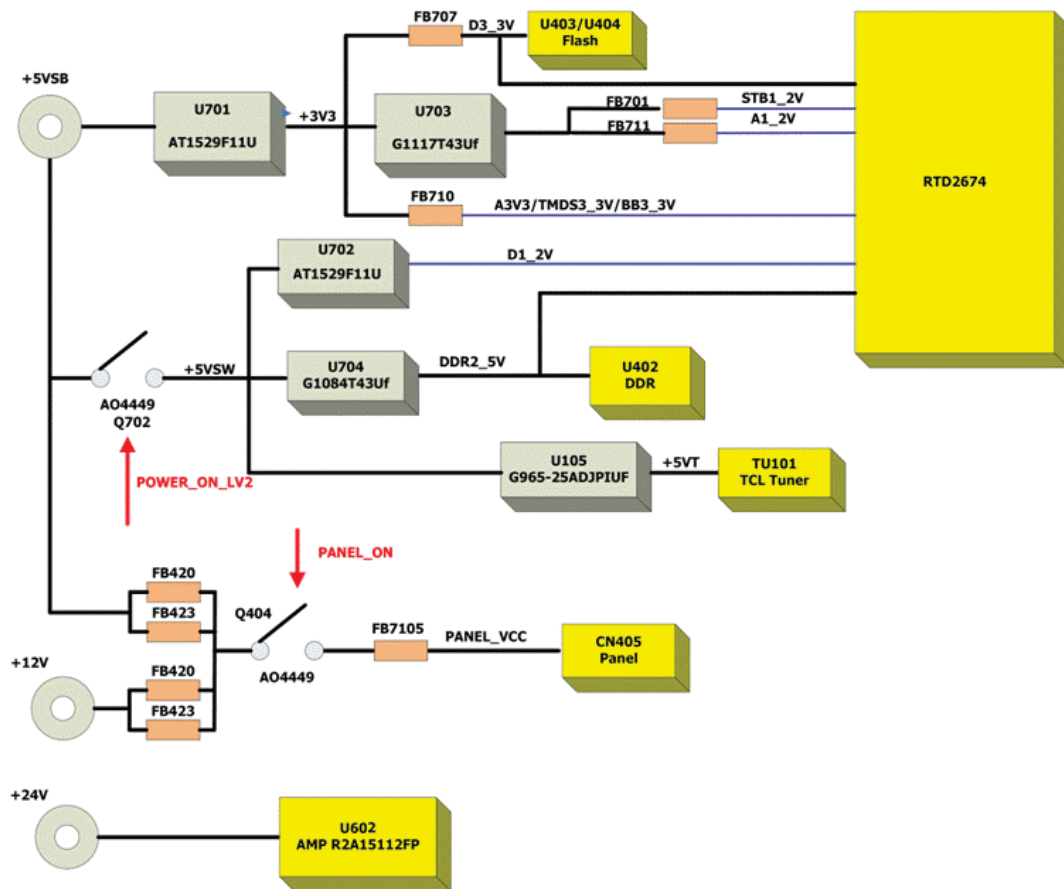 FB707
D3_3V
U403/U404
Flash
+5VSB
U701
AT1529F11U
+3V3
U703
G1117T43Uf
FB701
STB1_2V
FB711
A1_2V
RTD2674
FB710
A3V3/TMDS3_3V/BB3_3V
U702
AT1529F11U
D1_2V
+5VSW
U704
G1084T43Uf
DDR2_5V
U402
DDR
AO4449
Q702
POWER_ON_LV2
U105
G965-25ADJPIUF
+5VT
TU101
TCL Tuner
PANEL_ON
FB420
FB423
Q404
AO4449
FB7105
PANEL_VCC
CN405
Panel
+12V
FB420
FB423
+24V
U602
AMP R2A15112FP